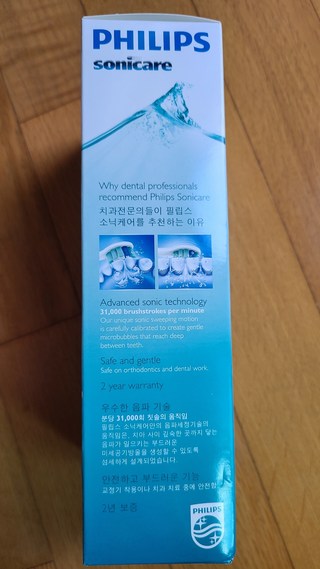 PHILIPS
sonicare
Why dental professionals
recommend Philips Sonicare
치과전문의들이 필립스
소닉케어를 추천하는 이유
Advanced sonic technology
31,000 brushstrokes per minute
Our unique sonic sweeping motion
is carefully calibrated to create gentle
microbubbles that reach deep
between teeth.
Safe and gentle
Safe on orthodontics and dental work.
2 year warranty
우수한 음파 기술
분당 31,000회 칫솔의 움직임
필립스 소닉케어만의 음파세정기술의
움직임은, 치아 사이 깊숙한 곳까지 닿는
음파가 일으키는 부드러운
미세공기방울을 생성할 수 있도록
섬세하게 설계되었습니다.
안전하고 부드러운 기능
교정기 착용이나 치과 치료 중에 안전함
2년 보증
PHILIPS